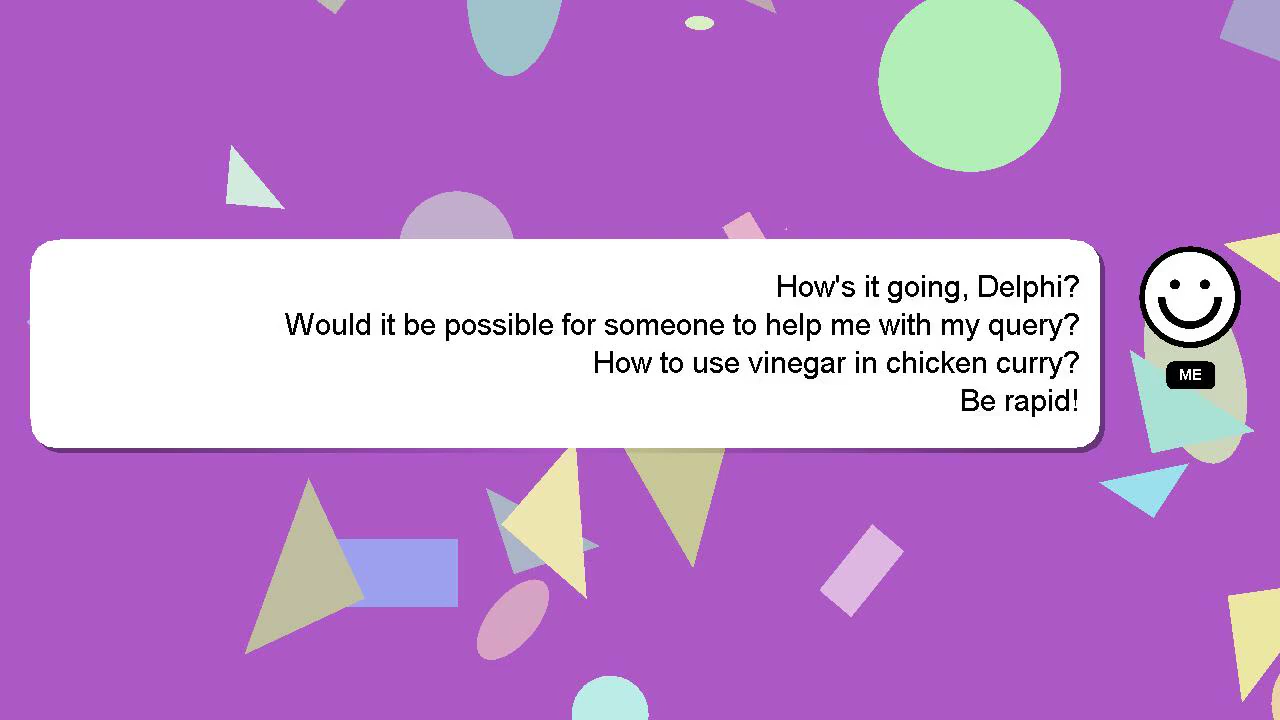 How's it going, Delphi?
Would it be possible for someone to help me with my query?
How to use vinegar in chicken curry?
Be rapid!
ME